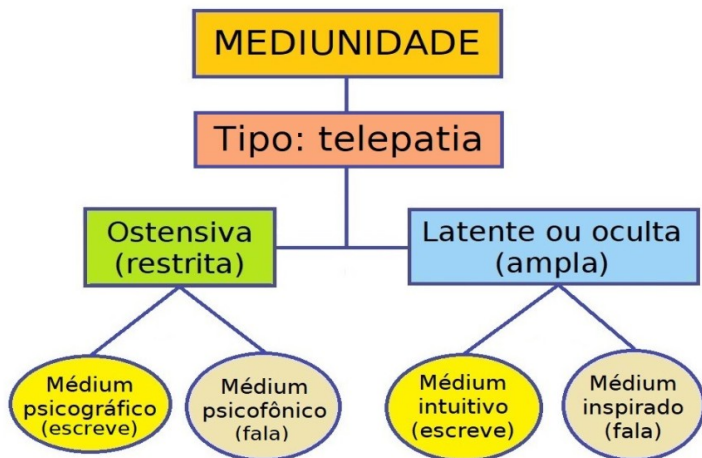 MEDIUNIDADE
Tipo: telepatia
Ostensiva
(restrita)
Latente ou oculta
(ampla)
Médium
psicográfico
(escreve)
Médium
psicofônico
(fala)
Médium
intuitivo
(escreve)
Médium
inspirado
(fala)